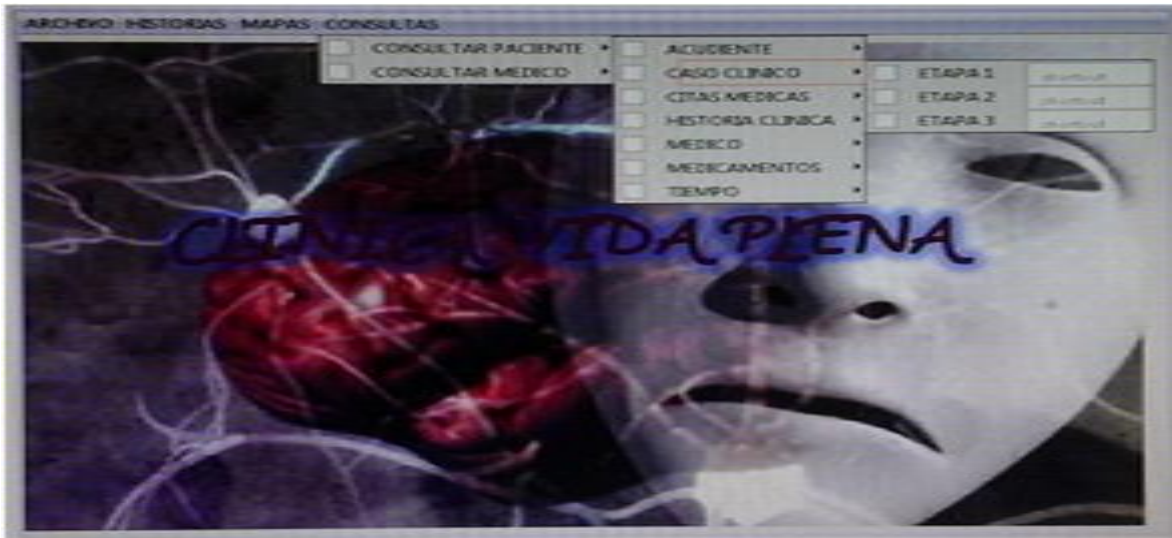 ARCHIVO HISTORIAS MAPAS CONSULTAS
CONSULTAR PACIENTE
CONSULTAR MEDICO
ACUDIENTE
CASO CLINICO
CITAS MEDICAS
HISTORIA CLINICA
MEDICO
MEDICAMENTOS
TIEMPO
ETAPA 1
ETAPA 2
ETAPA 3
CLINICA VIDA PLENA